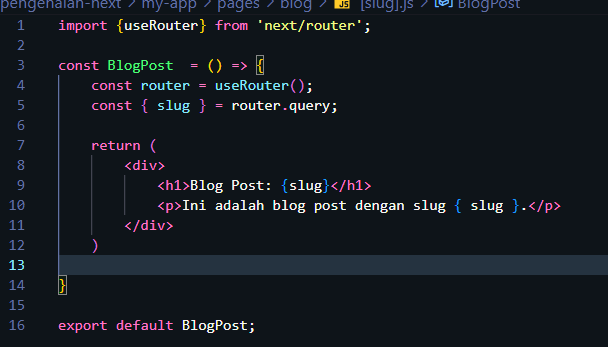 pengenalan-next > my-app > pages > blog > JS [slug].js > BlogPost
1 import {useRouter} from 'next/router';
2
3 const BlogPost  = () => {
4     const router = useRouter();
5     const { slug } = router.query;
6
7     return (
8         <div>
9             <h1>Blog Post: {slug}</h1>
10             <p>Ini adalah blog post dengan slug { slug }.</p>
11         </div>
12     )
13
14 }
15
16 export default BlogPost;